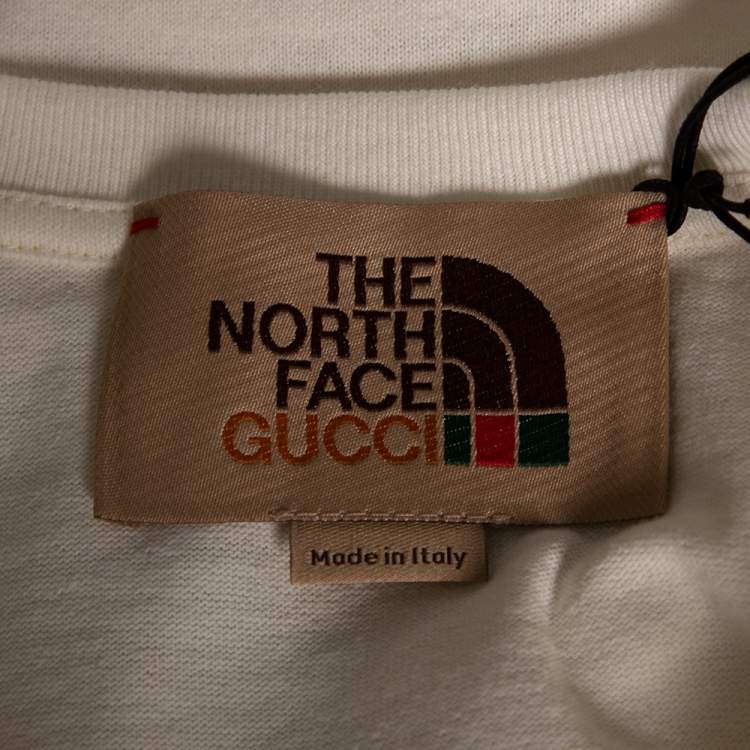 THE
NORTH
FACE
GUCCI
Made in Italy